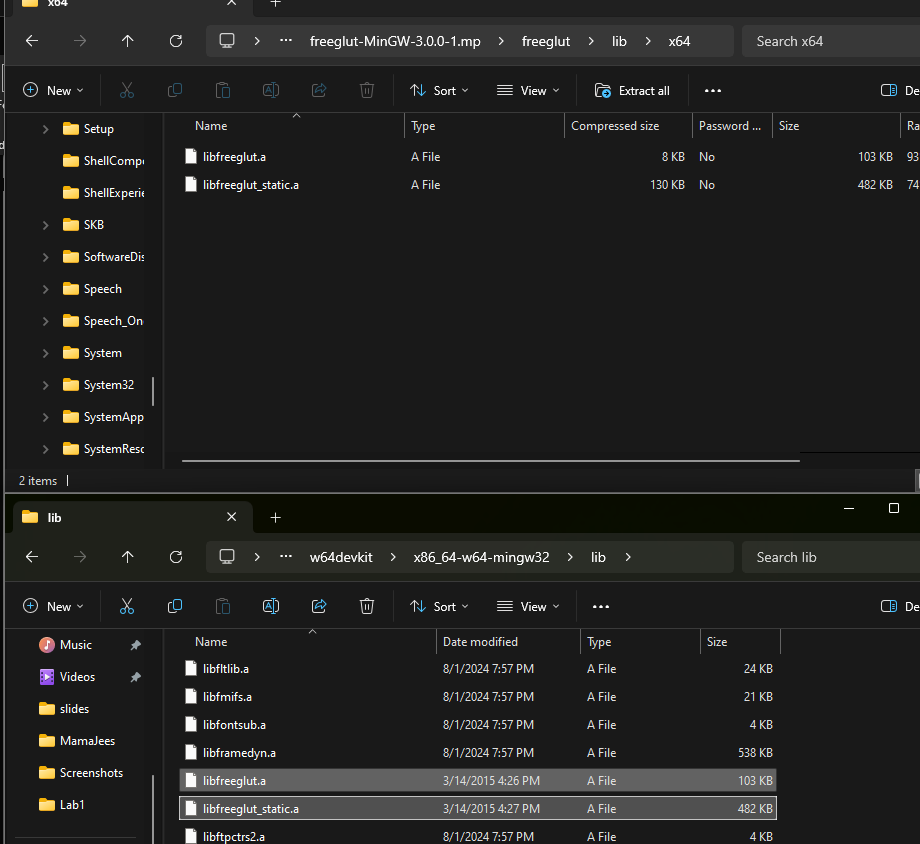 x64
freeglut-MinGW-3.0.0-1.mp freeglut lib x64 Search x64
New Sort View Extract all ... De
Name Type Compressed size Password ... Size Ra
libfreeglut.a A File 8 KB No 103 KB 93
libfreeglut_static.a A File 130 KB No 482 KB 74
Setup
ShellCompo
ShellExperie
SKB
SoftwareDis
Speech
Speech_On
System
System32
SystemApp
SystemResc
2 items
lib
... w64devkit x86_64-w64-mingw32 lib Search lib
New Sort View ... De
Name Date modified Type Size
libfltlib.a 8/1/2024 7:57 PM A File 24 KB
libfmifs.a 8/1/2024 7:57 PM A File 21 KB
libfontsub.a 8/1/2024 7:57 PM A File 4 KB
libframedyn.a 8/1/2024 7:57 PM A File 538 KB
libfreeglut.a 3/14/2015 4:26 PM A File 103 KB
libfreeglut_static.a 3/14/2015 4:27 PM A File 482 KB
libftpctrs2.a 8/1/2024 7:57 PM A File 4 KB
Music
Videos
slides
MamaJees
Screenshots
Lab1